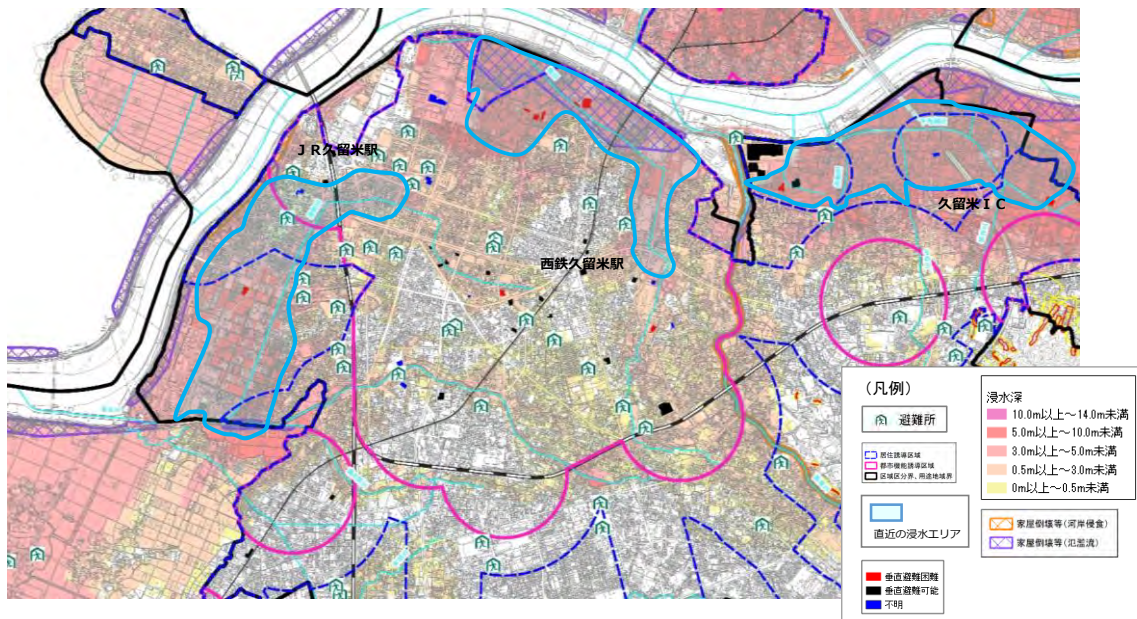 JR久留米駅
西鉄久留米駅
久留米IC
(凡例)
避難所
居住誘導区域
都市機能誘導区域
区域区分界、用途地域界
直近の浸水エリア
垂直避難困難
垂直避難可能
不明
浸水深
10.0m以上～14.0m未満
5.0m以上～10.0m未満
3.0m以上～5.0m未満
0.5m以上～3.0m未満
0m以上～0.5m未満
家屋倒壊等(河岸侵食)
家屋倒壊等(氾濫流)